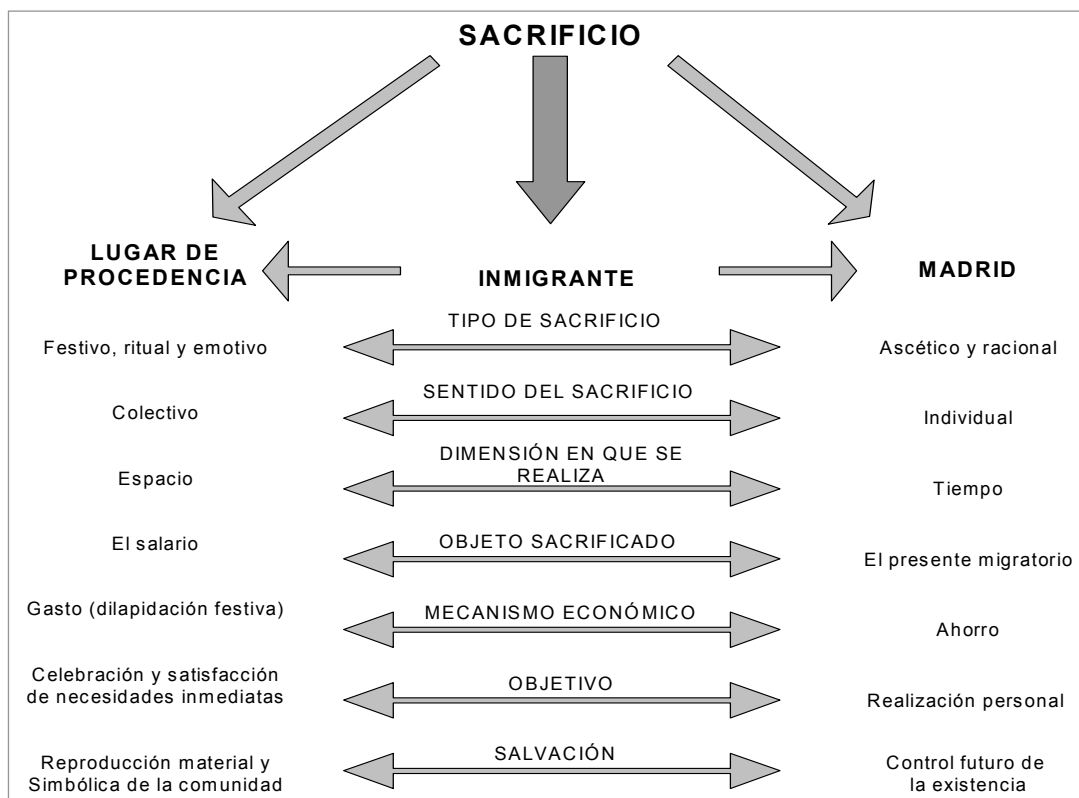 SACRIFICIO
LUGAR DE
PROCEDENCIA
INMIGRANTE
MADRID
TIPO DE SACRIFICIO
Festivo, ritual y emotivo
Ascético y racional
SENTIDO DEL SACRIFICIO
Colectivo
Individual
DIMENSIÓN EN QUE SE
REALIZA
Espacio
Tiempo
El salario
OBJETO SACRIFICADO
El presente migratorio
Gasto (dilapidación festiva)
MECANISMO ECONÓMICO
Ahorro
Celebración y satisfacción
de necesidades inmediatas
OBJETIVO
Realización personal
SALVACIÓN
Reproducción material y
Simbólica de la comunidad
Control futuro de
la existencia